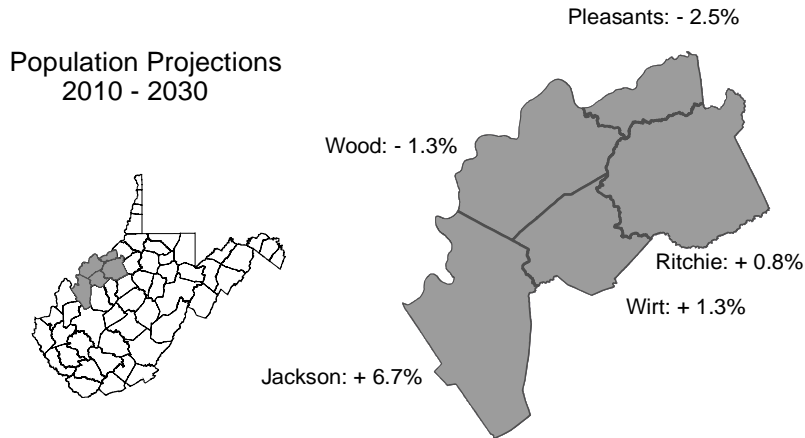 Population Projections
2010 - 2030
Pleasants: - 2.5%
Wood: - 1.3%
Ritchie: + 0.8%
Wirt: + 1.3%
Jackson: + 6.7%